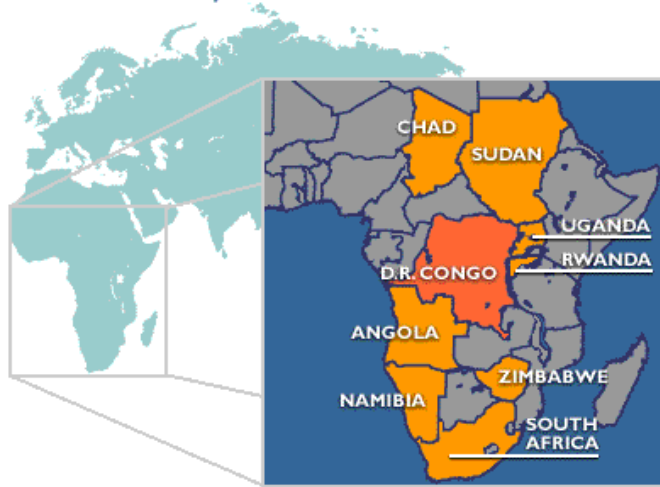 CHAD
SUDAN
UGANDA
RWANDA
D.R. CONGO
ANGOLA
ZIMBABWE
NAMIBIA
SOUTH
AFRICA